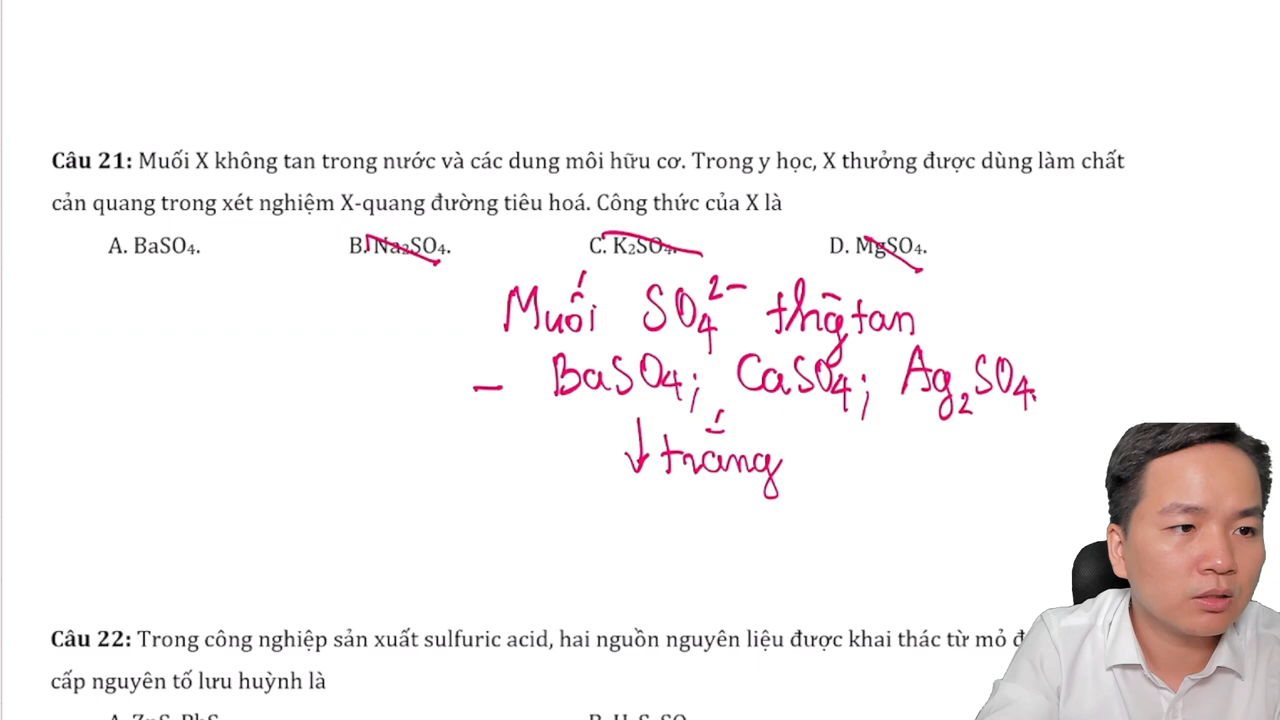 Câu 21: Muối X không tan trong nước và các dung môi hữu cơ. Trong y học, X thưởng được dùng làm chất
cản quang trong xét nghiệm X-quang đường tiêu hoá. Công thức của X là
A. BaSO₄. B. Na₂SO₄. C. K₂SO₄. D. MgSO₄.
Muối SO₄²⁻ thg̀ tan
– BaSO₄; CaSO₄; Ag₂SO₄.
↓ trắng
Câu 22: Trong công nghiệp sản xuất sulfuric acid, hai nguồn nguyên liệu được khai thác từ mỏ
cấp nguyên tố lưu huỳnh là